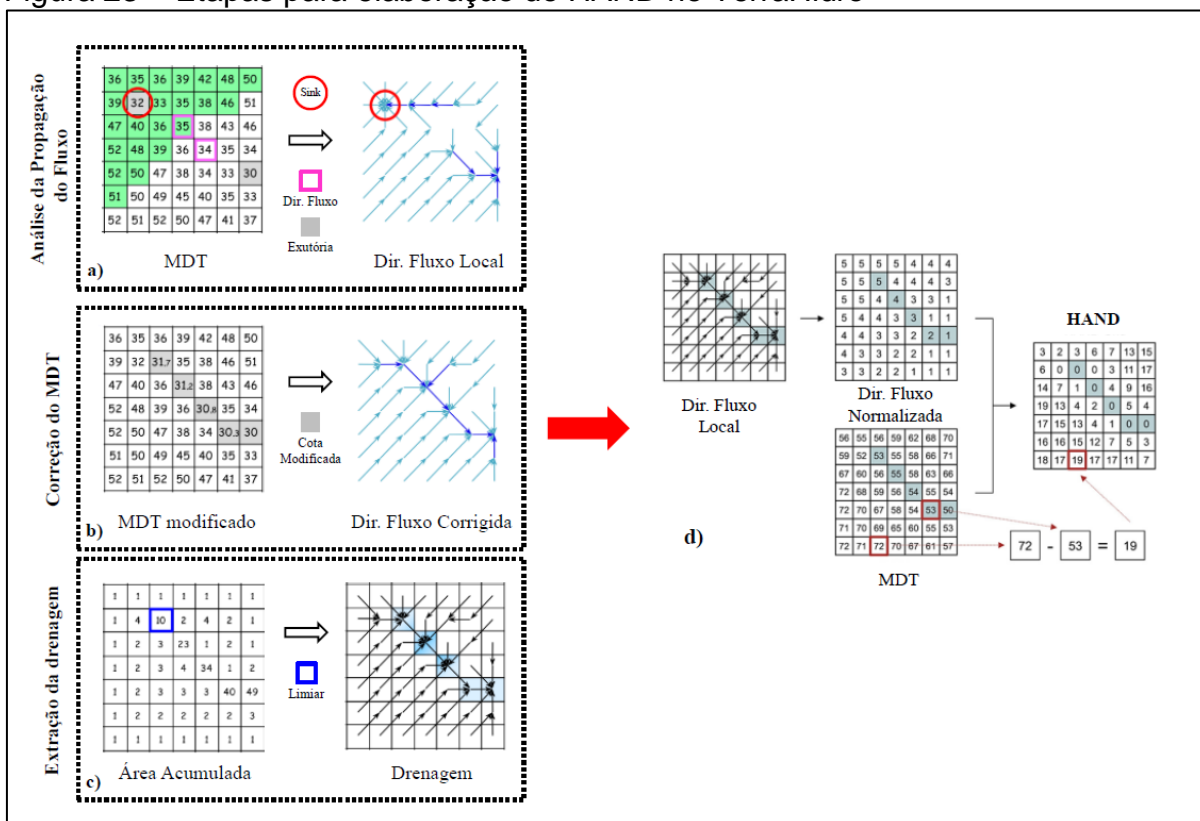 Figura 23 – Etapas para elaboração do HAND no TerraHidro
Análise da Propagação do Fluxo
36 35 36 39 42 48 50
39 32 33 35 38 46 51
47 40 36 35 38 43 46
52 48 39 36 34 35 34
52 50 47 38 34 33 30
51 50 49 45 40 35 33
52 51 52 50 47 41 37
a)
MDT
Sink
Dir. Fluxo
Exutória
Dir. Fluxo Local
Correção do MDT
36 35 36 39 42 48 50
39 32 31,7 35 38 46 51
47 40 36 31,2 38 43 46
52 48 39 36 30,8 35 34
52 50 47 38 34 30,3 30
51 50 49 45 40 35 33
52 51 52 50 47 41 37
b)
MDT modificado
Cota
Modificada
Dir. Fluxo Corrigida
Extração da drenagem
1 1 1 1 1 1 1
1 4 10 2 4 2 1
1 2 3 23 1 2 1
1 2 3 4 34 1 2
1 2 3 3 3 40 49
1 2 2 2 2 2 3
1 1 1 1 1 1 1
c)
Área Acumulada
Limiar
Drenagem
Dir. Fluxo
Local
5 5 5 5 4 4 4
5 5 5 4 4 4 3
5 5 4 4 3 3 1
5 4 4 3 3 1 1
4 4 3 3 2 2 1
4 3 3 2 2 1 1
3 3 2 2 1 1 1
Dir. Fluxo
Normalizada
56 55 56 59 62 68 70
59 52 53 55 58 66 71
67 60 56 55 58 63 66
72 68 59 56 54 55 54
72 70 67 58 54 53 50
71 70 69 65 60 55 53
72 71 72 70 67 61 57
MDT
d)
HAND
3 2 3 6 7 13 15
6 0 0 0 3 11 17
14 7 1 0 4 9 16
19 13 4 2 0 5 4
17 15 13 4 1 0 0
16 16 15 12 7 5 3
18 17 19 17 17 11 7
72 - 53 = 19